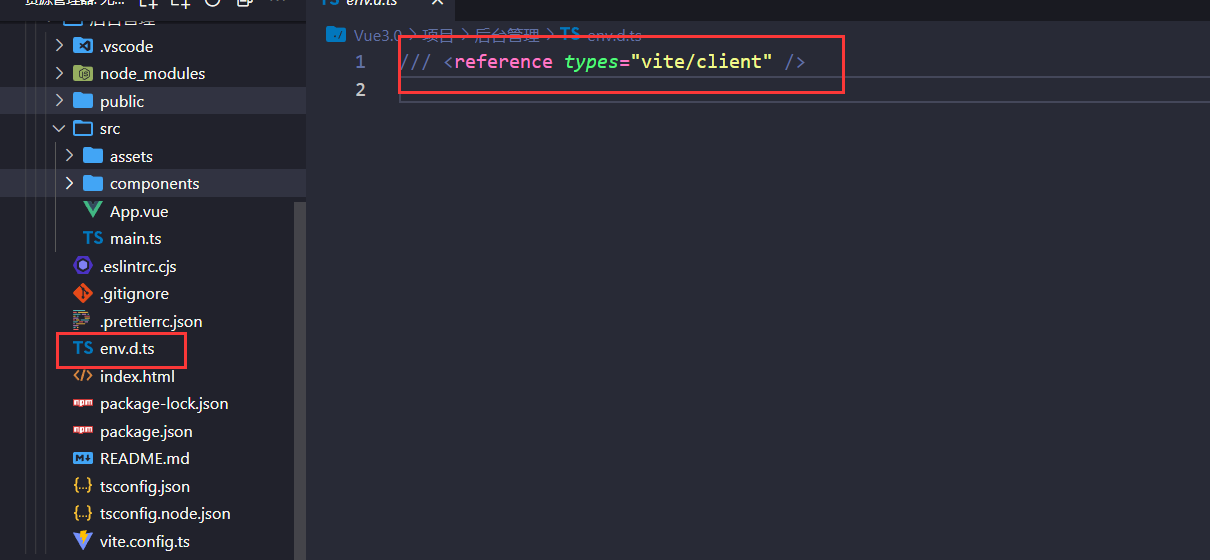 资源管理器: 无...
后台管理
.vscode
node_modules
public
src
assets
components
App.vue
TS main.ts
.eslintrc.cjs
.gitignore
.prettierrc.json
TS env.d.ts
index.html
npm package-lock.json
npm package.json
README.md
{..} tsconfig.json
{..} tsconfig.node.json
vite.config.ts
TS env.d.ts
Vue3.0 > 项目 > 后台管理 > TS env.d.ts
1 /// <reference types="vite/client" />
2